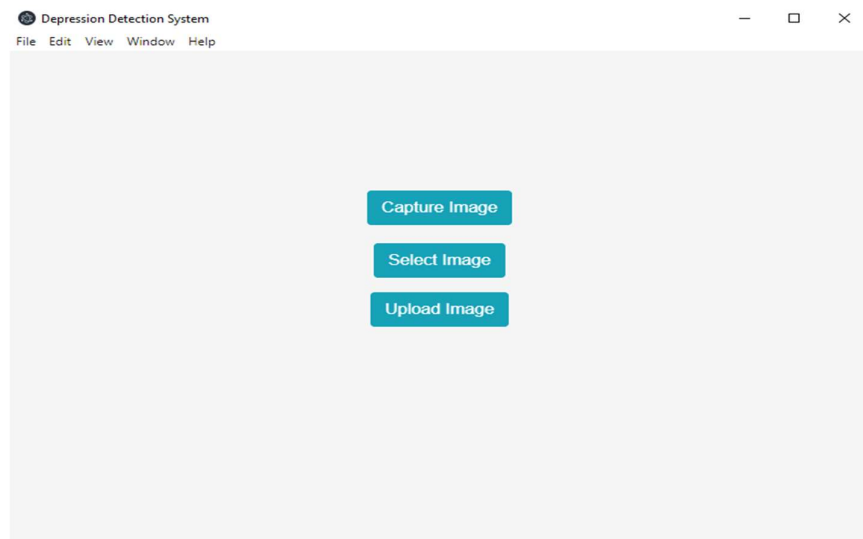 Depression Detection System
File Edit View Window Help
Capture Image
Select Image
Upload Image